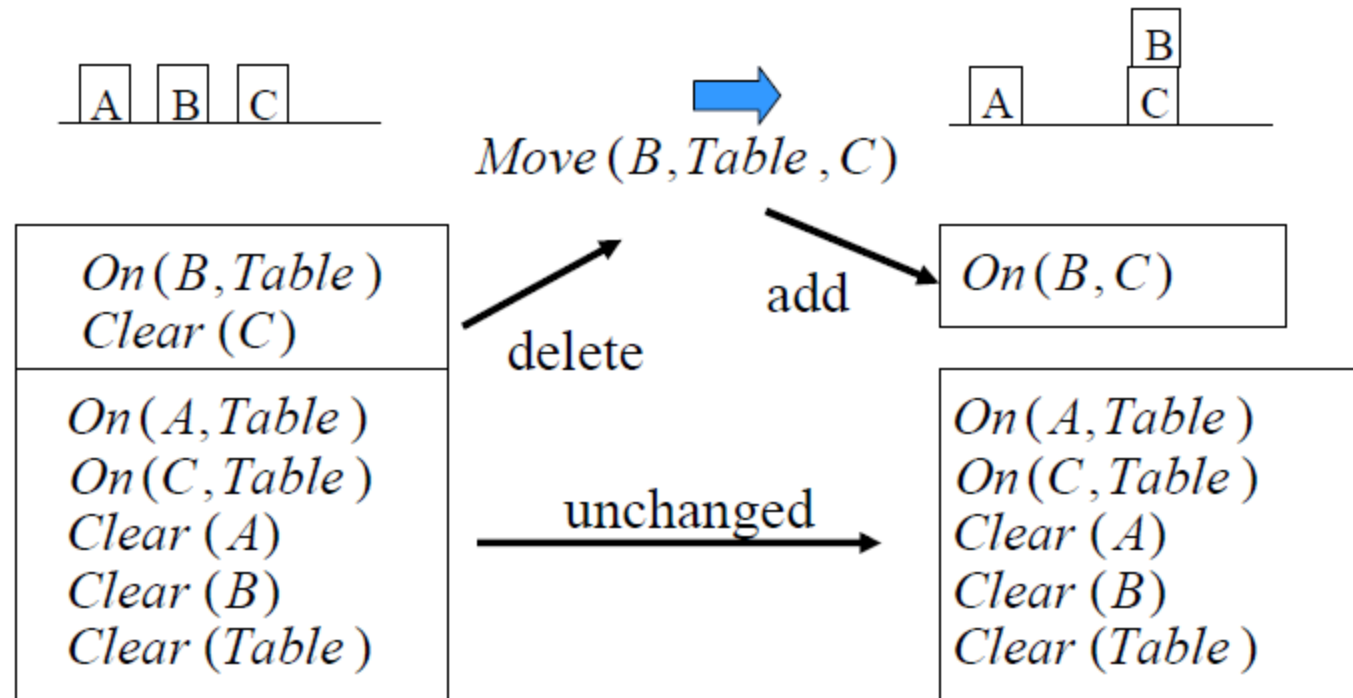 B
A B C
A C
Move (B, Table, C)
On (B, Table)
Clear (C)
delete
add
On (B, C)
On (A, Table)
On (C, Table)
Clear (A)
Clear (B)
Clear (Table)
unchanged
On (A, Table)
On (C, Table)
Clear (A)
Clear (B)
Clear (Table)